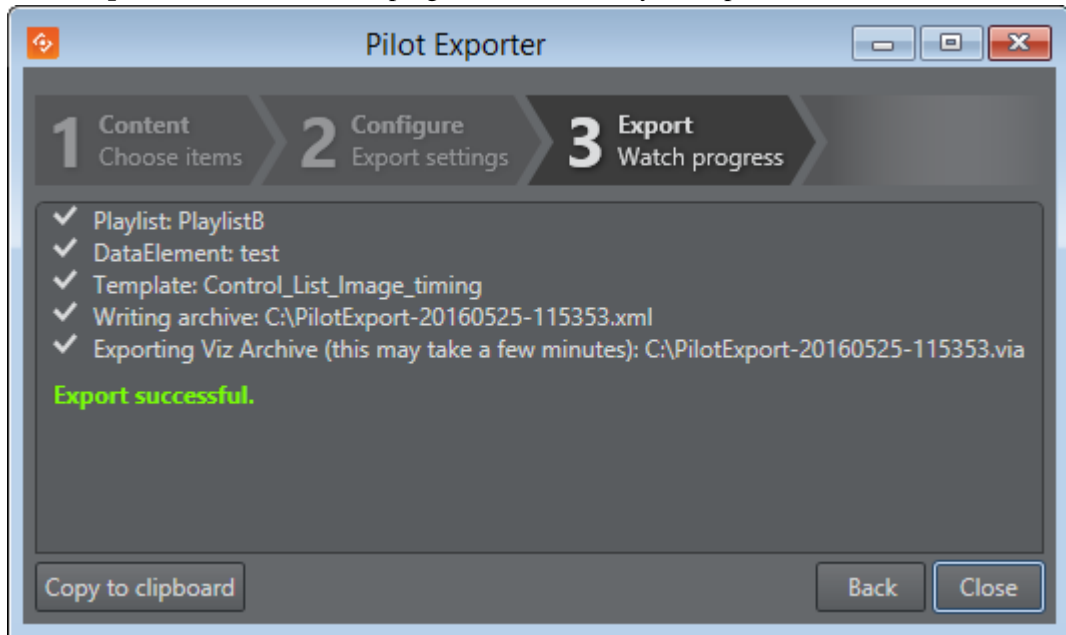 Pilot Exporter
1 Content
Choose items
2 Configure
Export settings
3 Export
Watch progress
Playlist: PlaylistB
DataElement: test
Template: Control_List_Image_timing
Writing archive: C:\PilotExport-20160525-115353.xml
Exporting Viz Archive (this may take a few minutes): C:\PilotExport-20160525-115353.via
Export successful.
Copy to clipboard
Back
Close